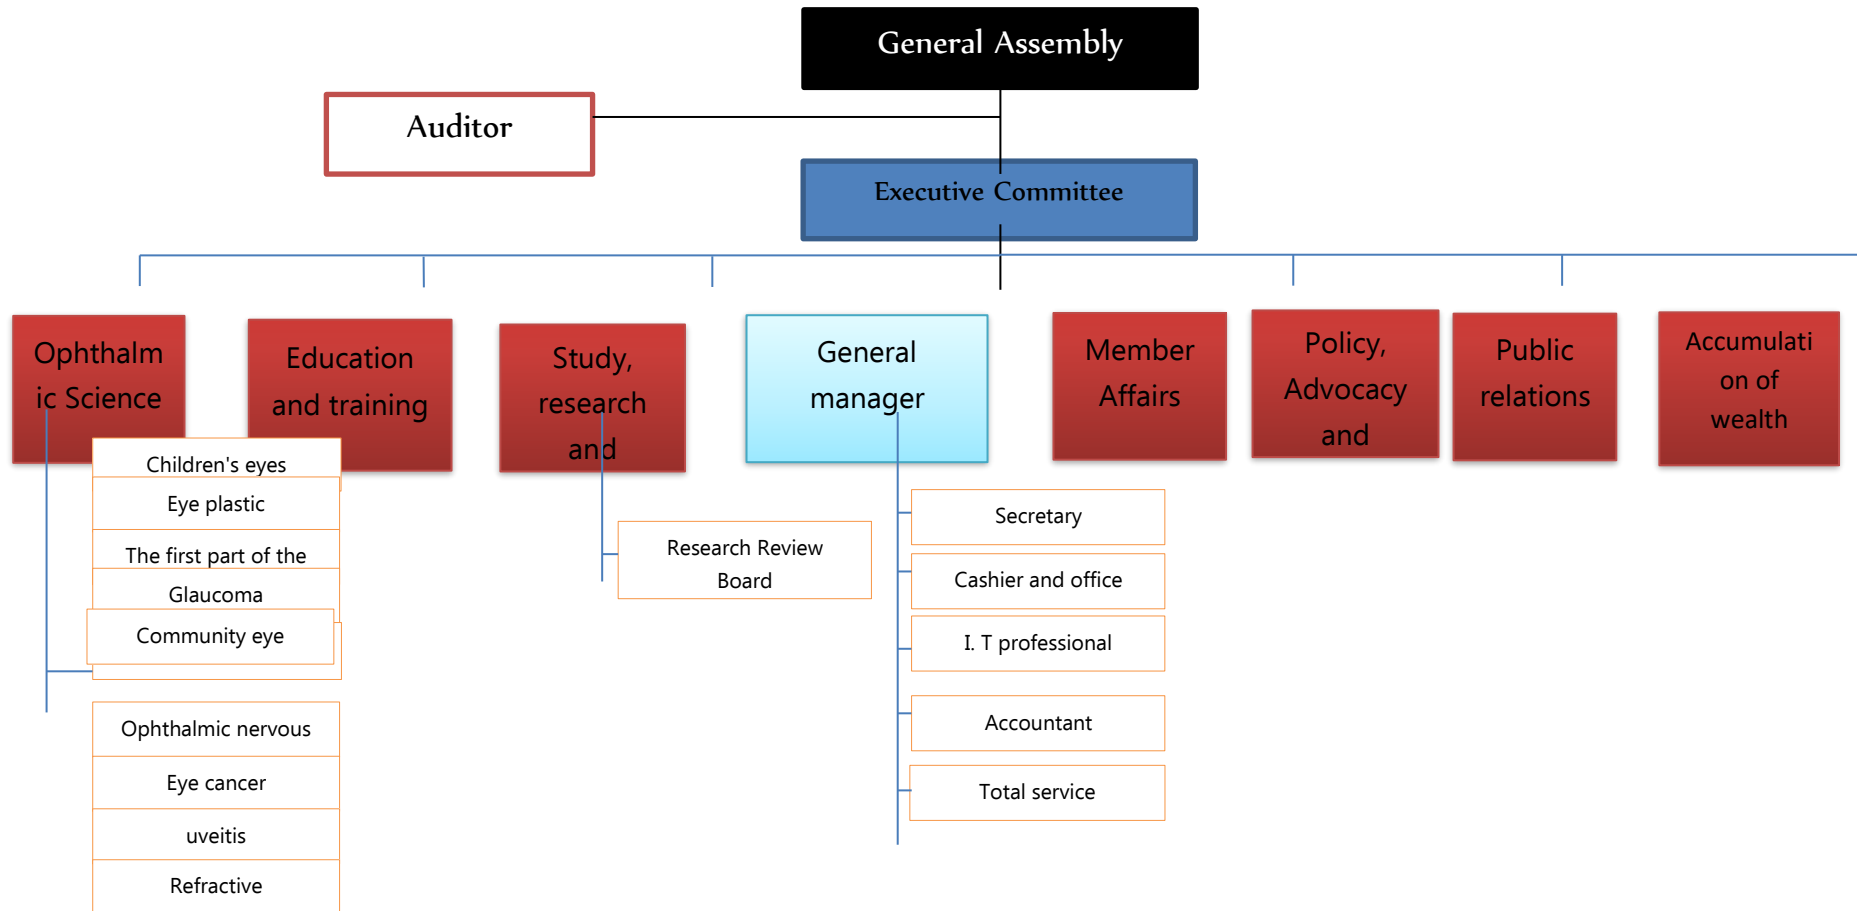 General Assembly
Auditor
Executive Committee
Ophthalm
ic Science
Education
and training
Study,
research
and
General
manager
Member
Affairs
Policy,
Advocacy
and
Public
relations
Accumulati
on of
wealth
Children's eyes
Eye plastic
The first part of the
Glaucoma
Community eye
Ophthalmic nervous
Eye cancer
uveitis
Refractive
Research Review
Board
Secretary
Cashier and office
I. T professional
Accountant
Total service